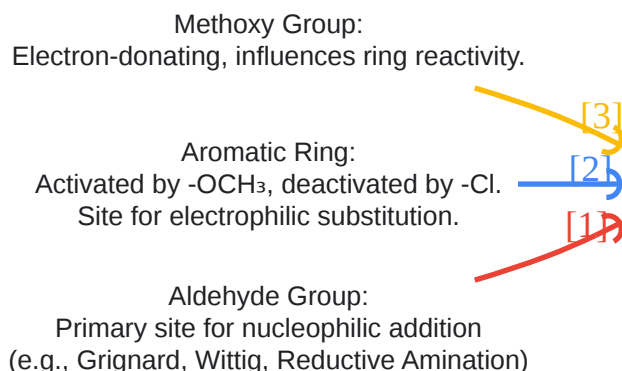 Methoxy Group:
Electron-donating, influences ring reactivity.
[3]
Aromatic Ring:
Activated by -OCH₃, deactivated by -Cl.
Site for electrophilic substitution.
[2]
[1]
Aldehyde Group:
Primary site for nucleophilic addition
(e.g., Grignard, Wittig, Reductive Amination)